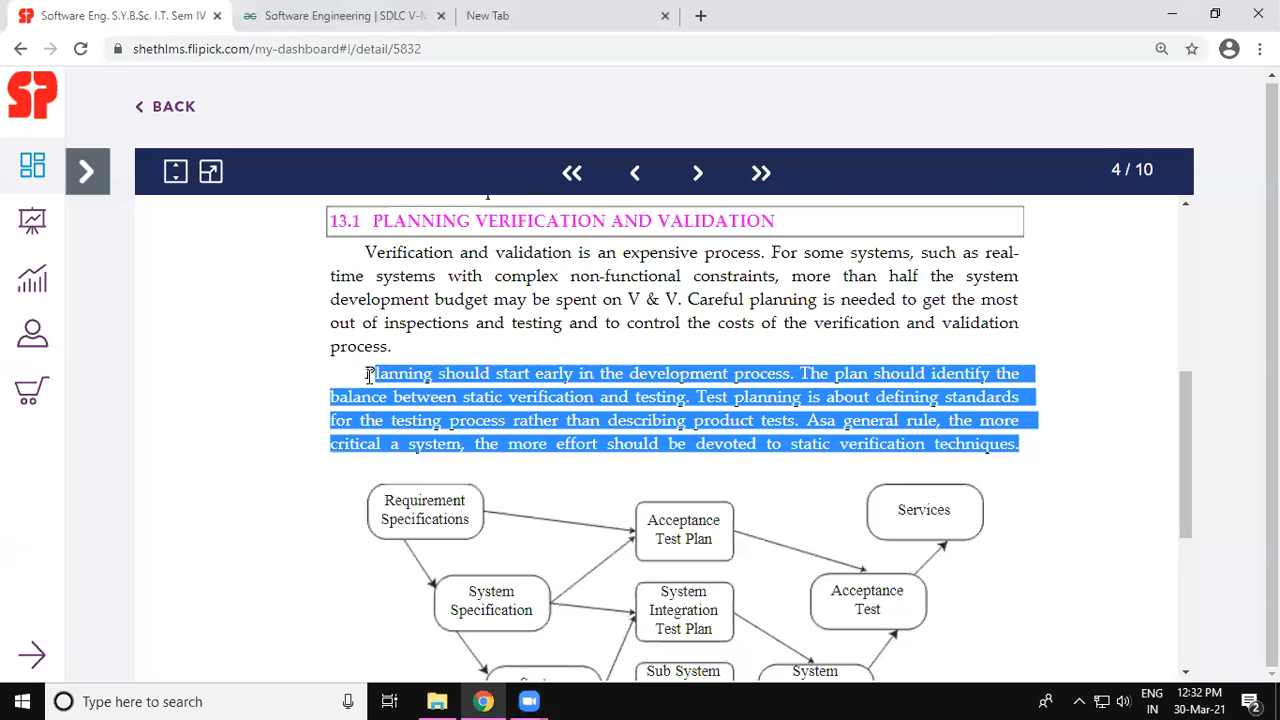 Software Eng. S.Y.B.Sc. I.T. Sem IV
Software Engineering | SDLC V-M
New Tab
shethlms.flipick.com/my-dashboard#!/detail/5832
SP
BACK
4 / 10
13.1 PLANNING VERIFICATION AND VALIDATION
Verification and validation is an expensive process. For some systems, such as real-
time systems with complex non-functional constraints, more than half the system
development budget may be spent on V & V. Careful planning is needed to get the most
out of inspections and testing and to control the costs of the verification and validation
process.
Planning should start early in the development process. The plan should identify the
balance between static verification and testing. Test planning is about defining standards
for the testing process rather than describing product tests. Asa general rule, the more
critical a system, the more effort should be devoted to static verification techniques.
Requirement
Specifications
Acceptance
Test Plan
Services
System
Specification
System
Integration
Test Plan
Acceptance
Test
Sub System
System
Type here to search
ENG
IN
12:32 PM
30-Mar-21
2